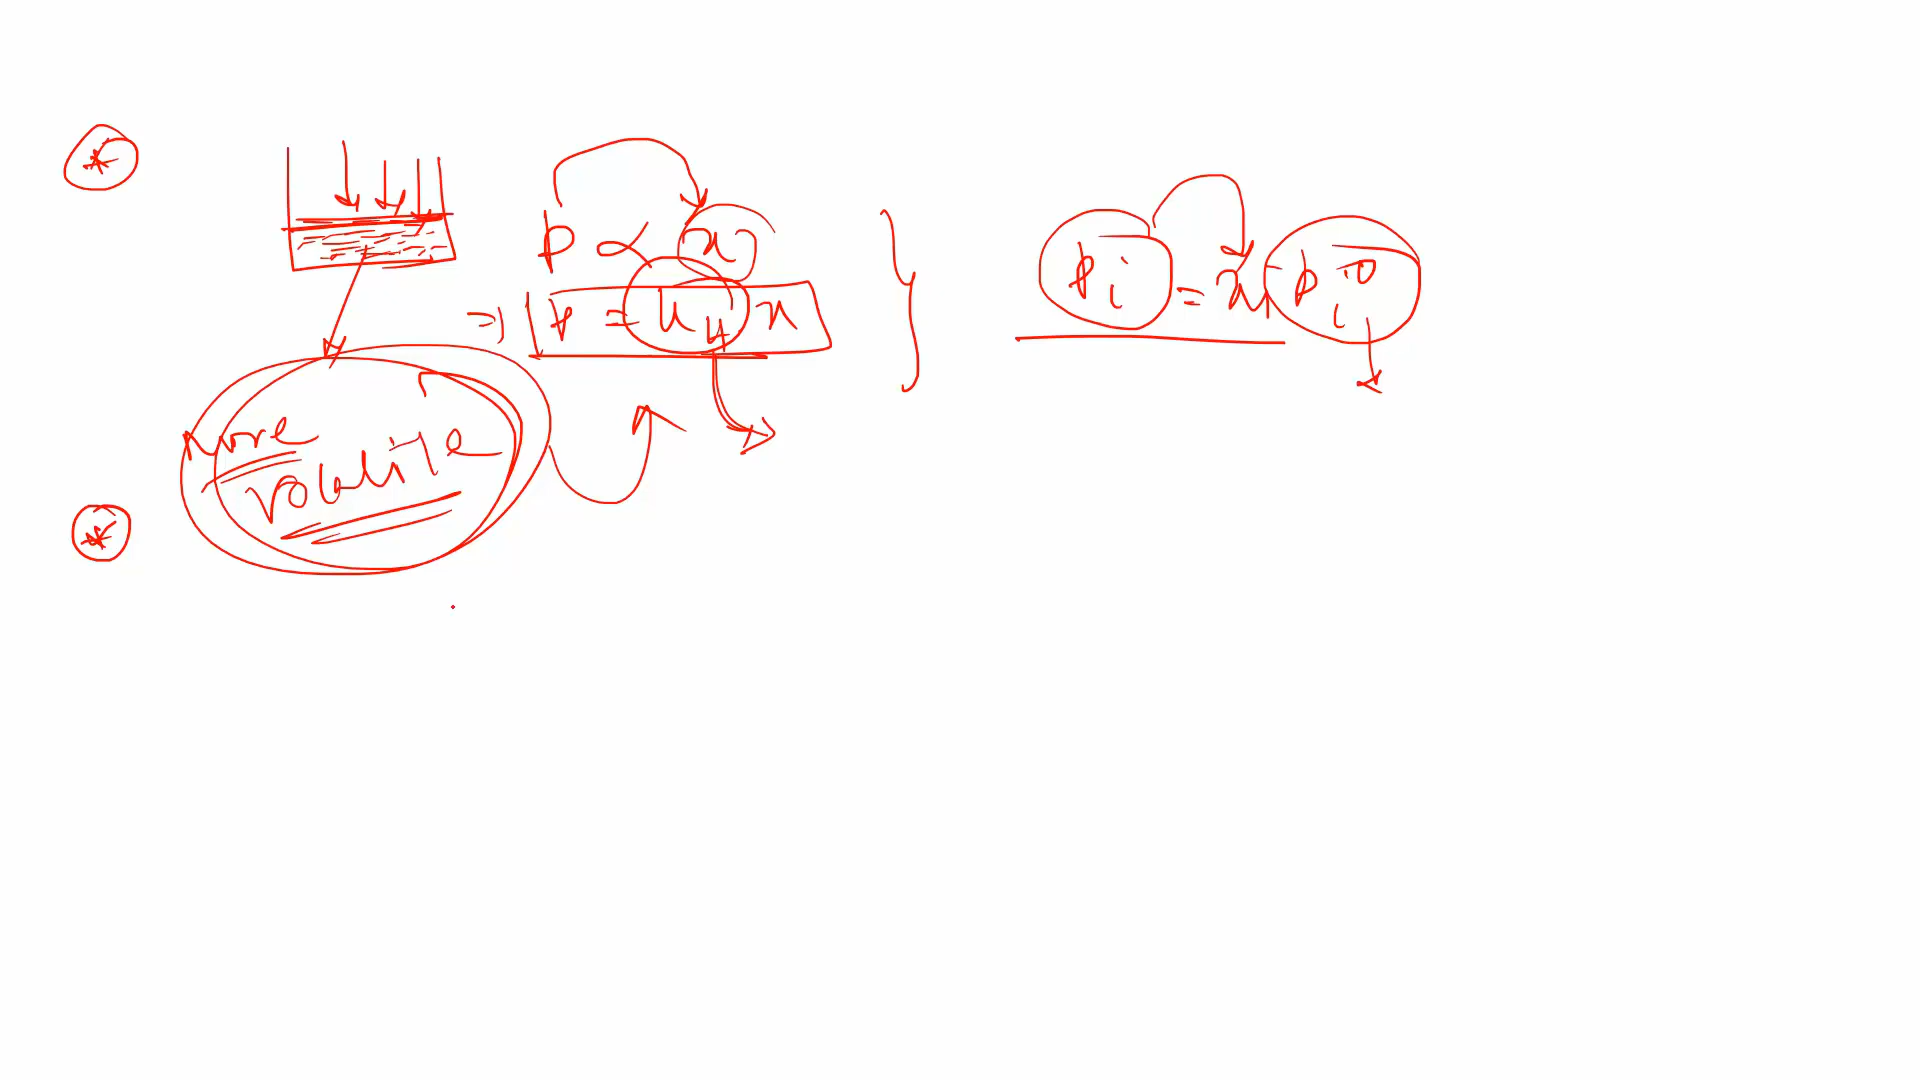 *
p ∝ x
⇒ p = K_H x
p_i = x_i p_i^o
More
volatile
*